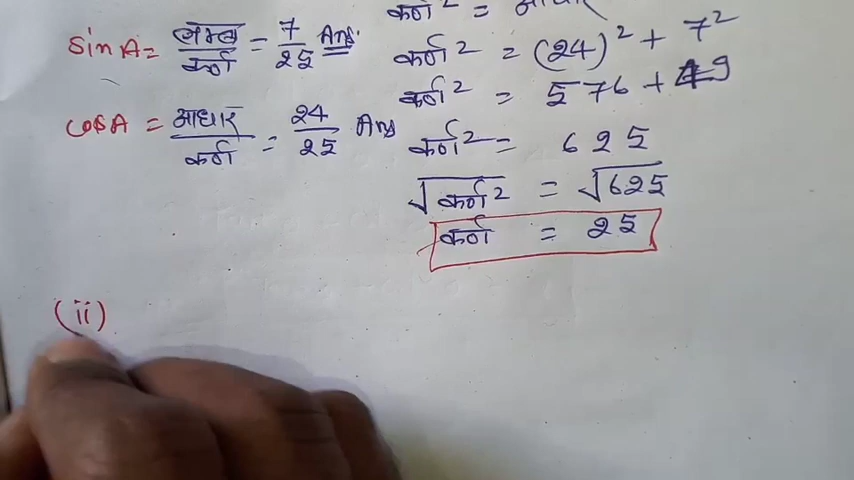 sin A = लम्ब/कर्ण = 7/25 Ans.
cos A = आधार/कर्ण = 24/25 Ans
कर्ण² = आधार
कर्ण² = (24)² + 7²
कर्ण² = 576 + 49
कर्ण² = 625
√कर्ण² = √625
कर्ण = 25
(ii)